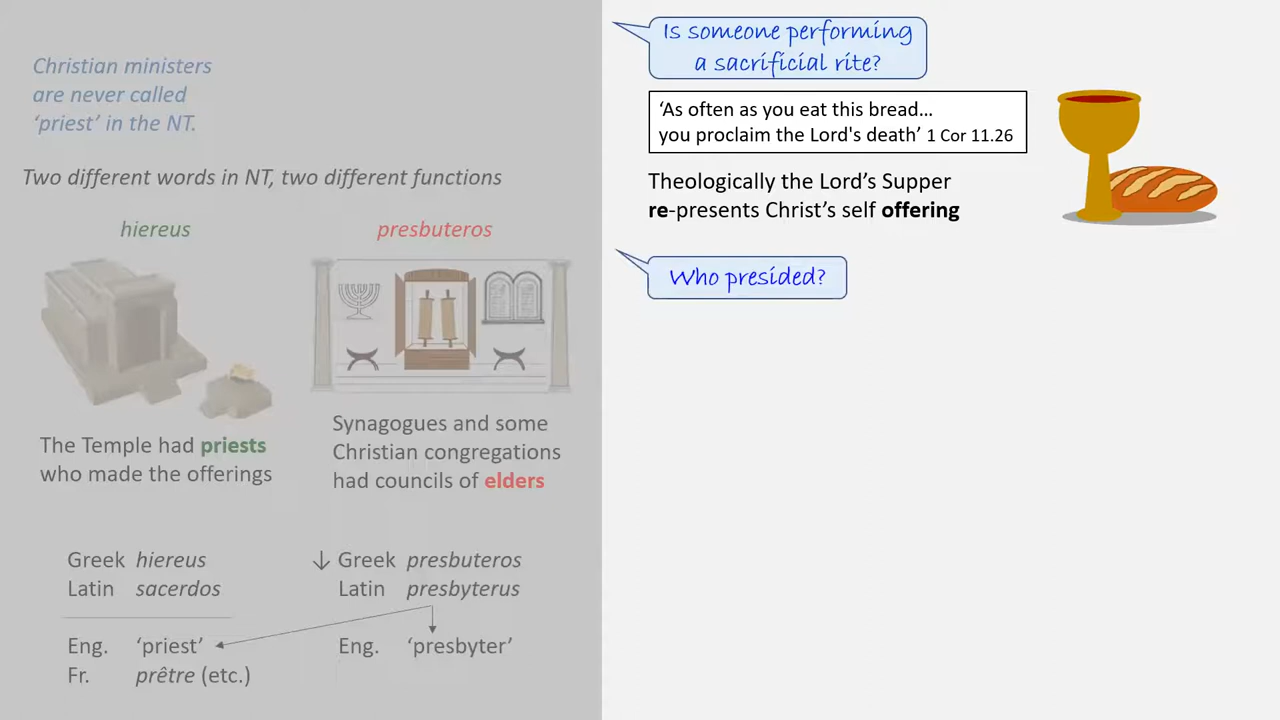 Christian ministers
are never called
‘priest’ in the NT.
Two different words in NT, two different functions
hiereus
presbuteros
The Temple had priests
who made the offerings
Synagogues and some
Christian congregations
had councils of elders
Greek hiereus
Latin sacerdos
Eng. ‘priest’
Fr. prêtre (etc.)
↓ Greek presbuteros
Latin presbyterus
Eng. ‘presbyter’
Is someone performing
a sacrificial rite?
‘As often as you eat this bread…
you proclaim the Lord's death’ 1 Cor 11.26
Theologically the Lord’s Supper
re-presents Christ’s self offering
Who presided?